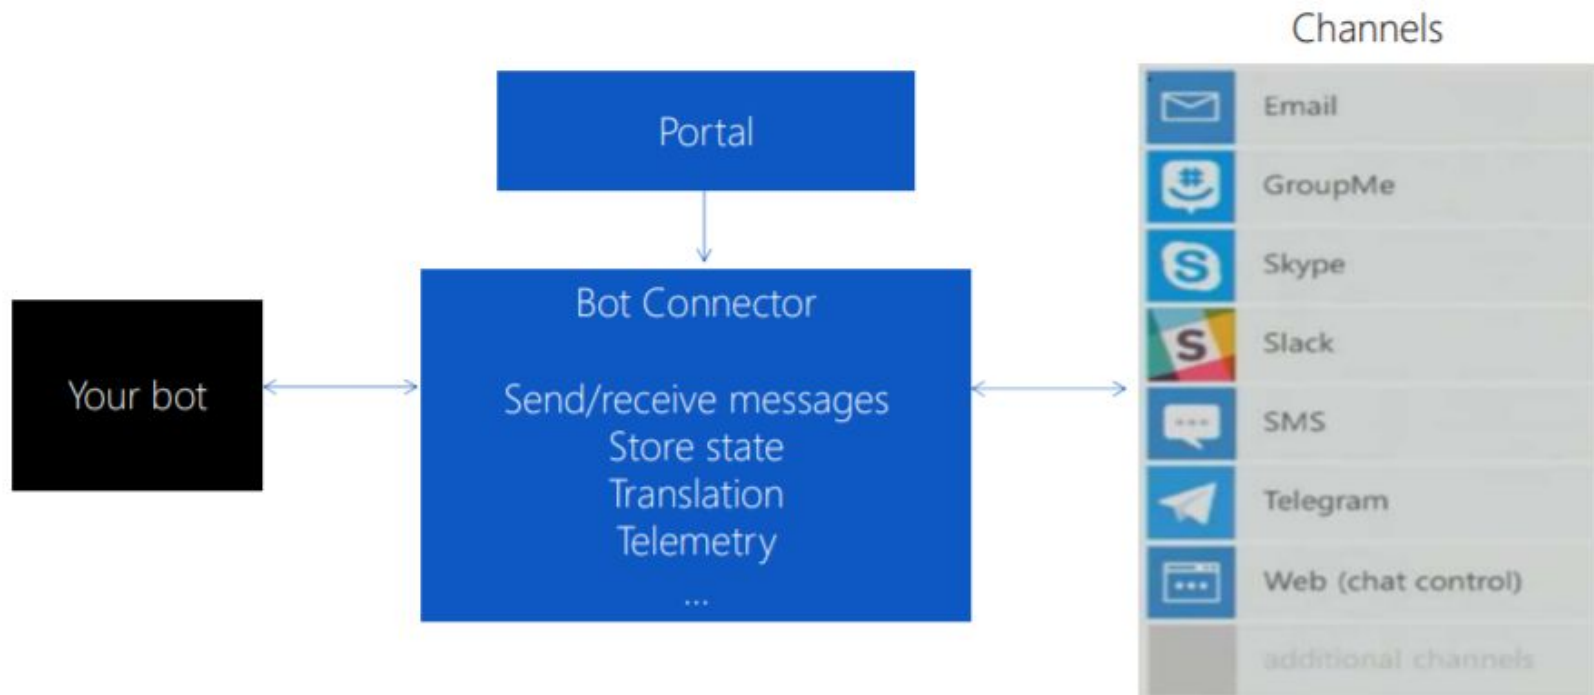 Channels
Portal
Your bot
Bot Connector
Send/receive messages
Store state
Translation
Telemetry
...
Email
GroupMe
Skype
S
Slack
SMS
Telegram
Web (chat control)
additional channels